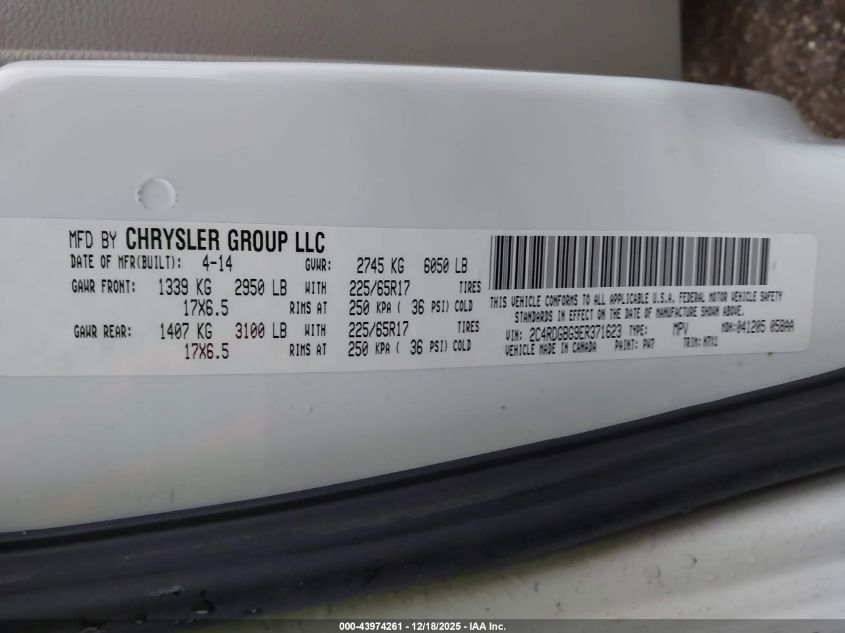 MFD BY CHRYSLER GROUP LLC
DATE OF MFR(BUILT): 4-14 GVWR: 2745 KG 6050 LB
GAWR FRONT: 1339 KG 2950 LB WITH 225/65R17 TIRES
17X6.5 RIMS AT 250 KPA ( 36 PSI) COLD
GAWR REAR: 1407 KG 3100 LB WITH 225/65R17 TIRES
17X6.5 RIMS AT 250 KPA ( 36 PSI) COLD
THIS VEHICLE CONFORMS TO ALL APPLICABLE U.S.A. FEDERAL MOTOR VEHICLE SAFETY
STANDARDS IN EFFECT ON THE DATE OF MANUFACTURE SHOWN ABOVE.
VIN: 2C4RDGBG9ER371623 TYPE: MPV MDH:041205 058AA
VEHICLE MADE IN CANADA PAINT: PW7 TRIM:
000-43974261 - 12/18/2025 - IAA Inc.